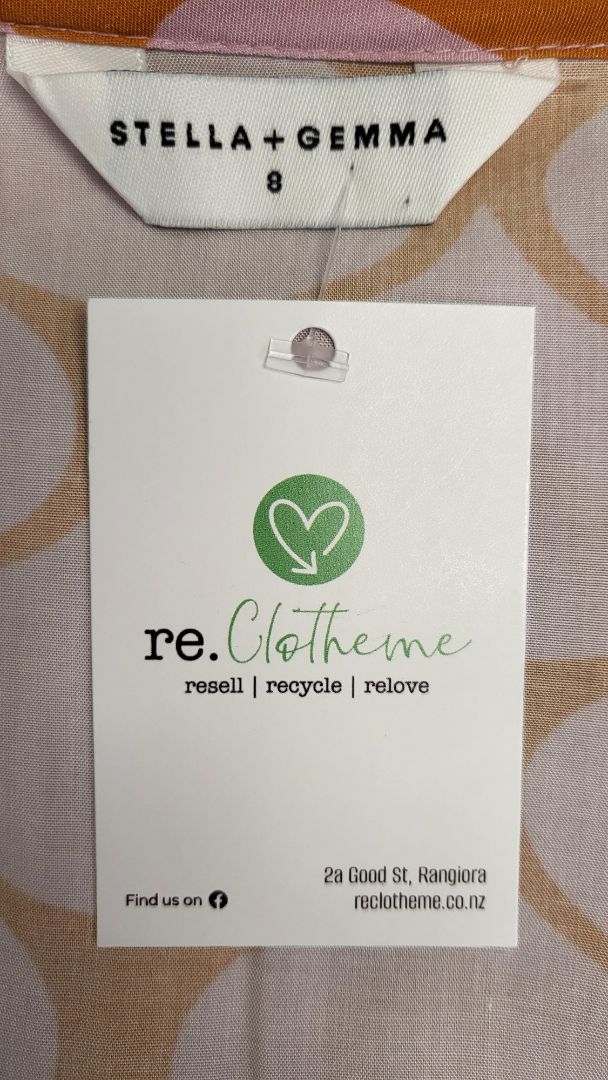 STELLA + GEMMA
8
re.Clotheme
resell | recycle | relove
2a Good St, Rangiora
Find us on
reclotheme.co.nz